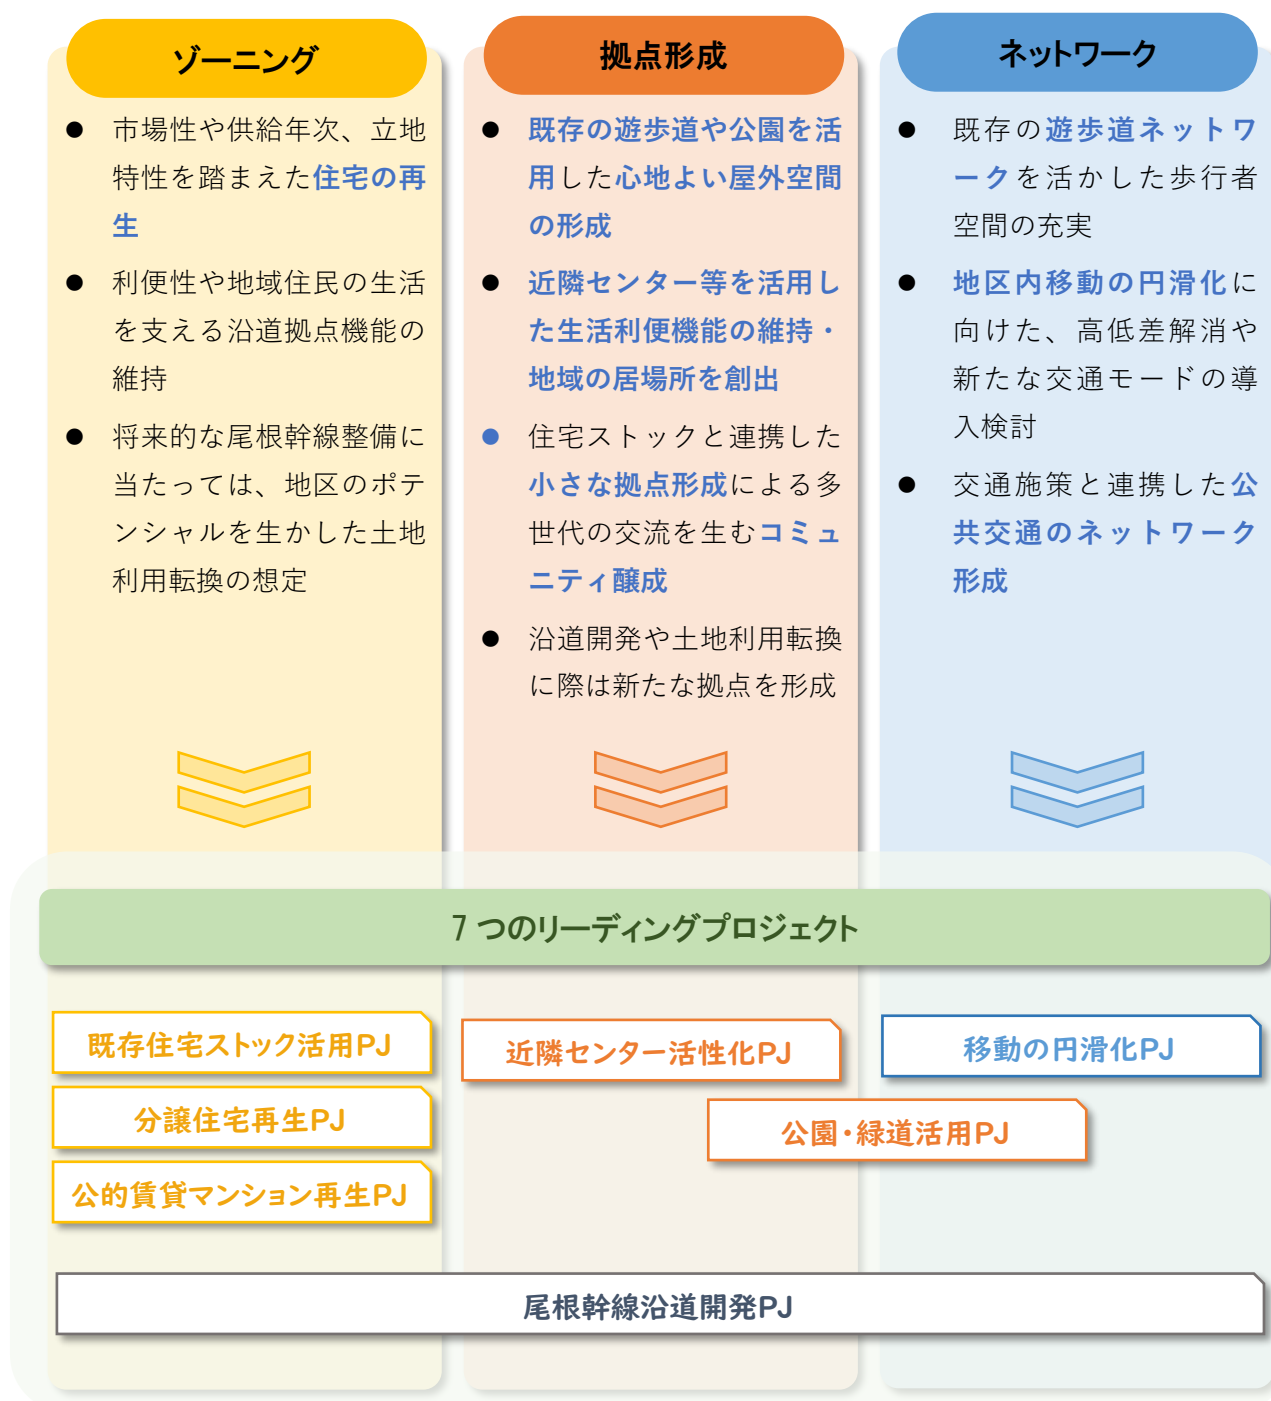 ゾーニング
市場性や供給年次、立地
特性を踏まえた住宅の再
生
利便性や地域住民の生活
を支える沿道拠点機能の
維持
将来的な尾根幹線整備に
当たっては、地区のポテ
ンシャルを生かした土地
利用転換の想定
拠点形成
既存の遊歩道や公園を活
用した心地よい屋外空間
の形成
近隣センター等を活用し
た生活利便機能の維持・
地域の居場所を創出
住宅ストックと連携した
小さな拠点形成による多
世代の交流を生むコミュ
ニティ醸成
沿道開発や土地利用転換
に際は新たな拠点を形成
ネットワーク
既存の遊歩道ネットワ
ークを活かした歩行者
空間の充実
地区内移動の円滑化に
向けた、高低差解消や
新たな交通モードの導
入検討
交通施策と連携した公
共交通のネットワーク
形成
7つのリーディングプロジェクト
既存住宅ストック活用PJ
分譲住宅再生PJ
公的賃貸マンション再生PJ
近隣センター活性化PJ
公園・緑道活用PJ
移動の円滑化PJ
尾根幹線沿道開発PJ